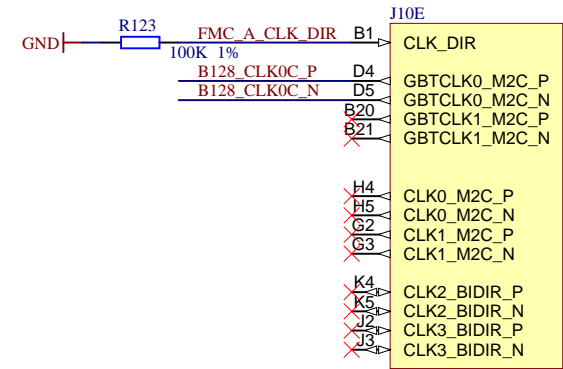 J10E
R123
GND
FMC_A_CLK_DIR B1 CLK_DIR
100K 1%
B128_CLK0C_P D4 GBTCLK0_M2C_P
B128_CLK0C_N D5 GBTCLK0_M2C_N
B20 GBTCLK1_M2C_P
B21 GBTCLK1_M2C_N
H4 CLK0_M2C_P
H5 CLK0_M2C_N
G2 CLK1_M2C_P
G3 CLK1_M2C_N
K4 CLK2_BIDIR_P
K5 CLK2_BIDIR_N
J2 CLK3_BIDIR_P
J3 CLK3_BIDIR_N